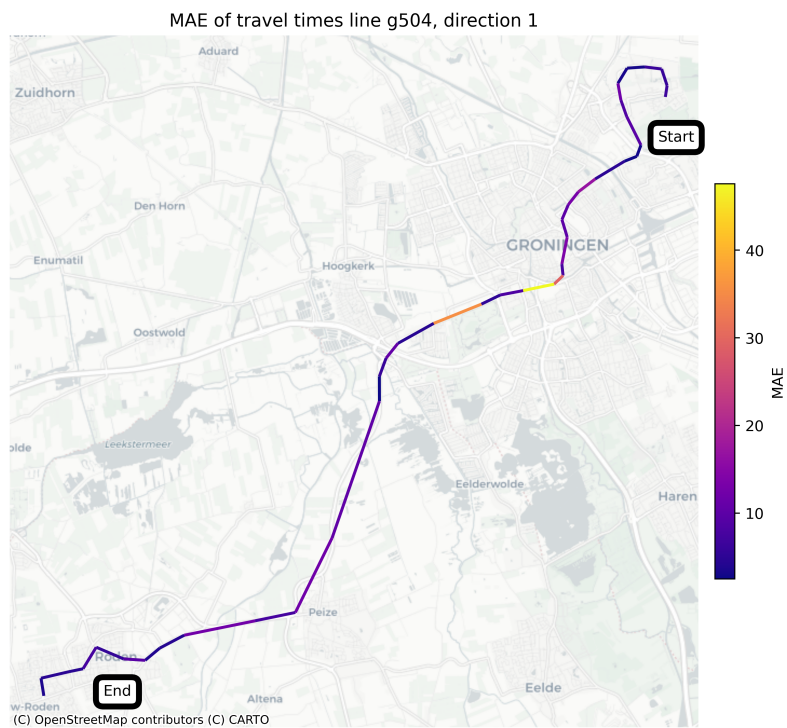 MAE of travel times line g504, direction 1
Aduard
Zuidhorn
Start
Den Horn
GRONINGEN
Enumatil
Hoogkerk
40
Oostwold
30
MAE
olde
Leekstermeer
20
Eelderwolde
Haren
10
Peize
Roden
End
Eelde
w-Roden
Altena
(C) OpenStreetMap contributors (C) CARTO